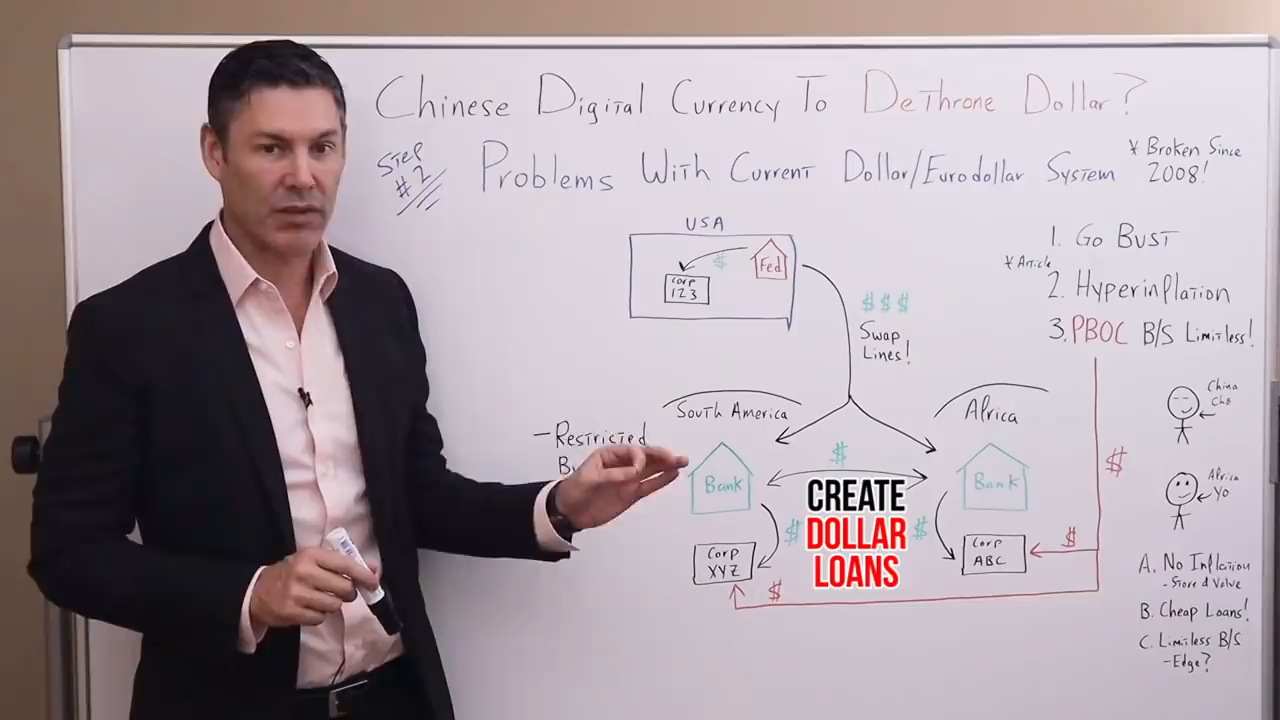 Chinese Digital Currency To DeThrone Dollar?
STEP
#2
Problems With Current Dollar/Eurodollar System
* Broken Since
2008!
USA
Fed
$
Corp
123
$$$
Swap
Lines!
1. Go Bust
* Article
2. Hyperinflation
3. PBOC B/S Limitless!
South America
Africa
- Restricted
$
Bank
Bank
CREATE
DOLLAR
LOANS
$
$
Corp
XYZ
Corp
ABC
$
$
$
China
Cho
Africa
Yo
A. No Inflation
- Store d Value
B. Cheap Loans!
C. Limitless B/S
- Edge?